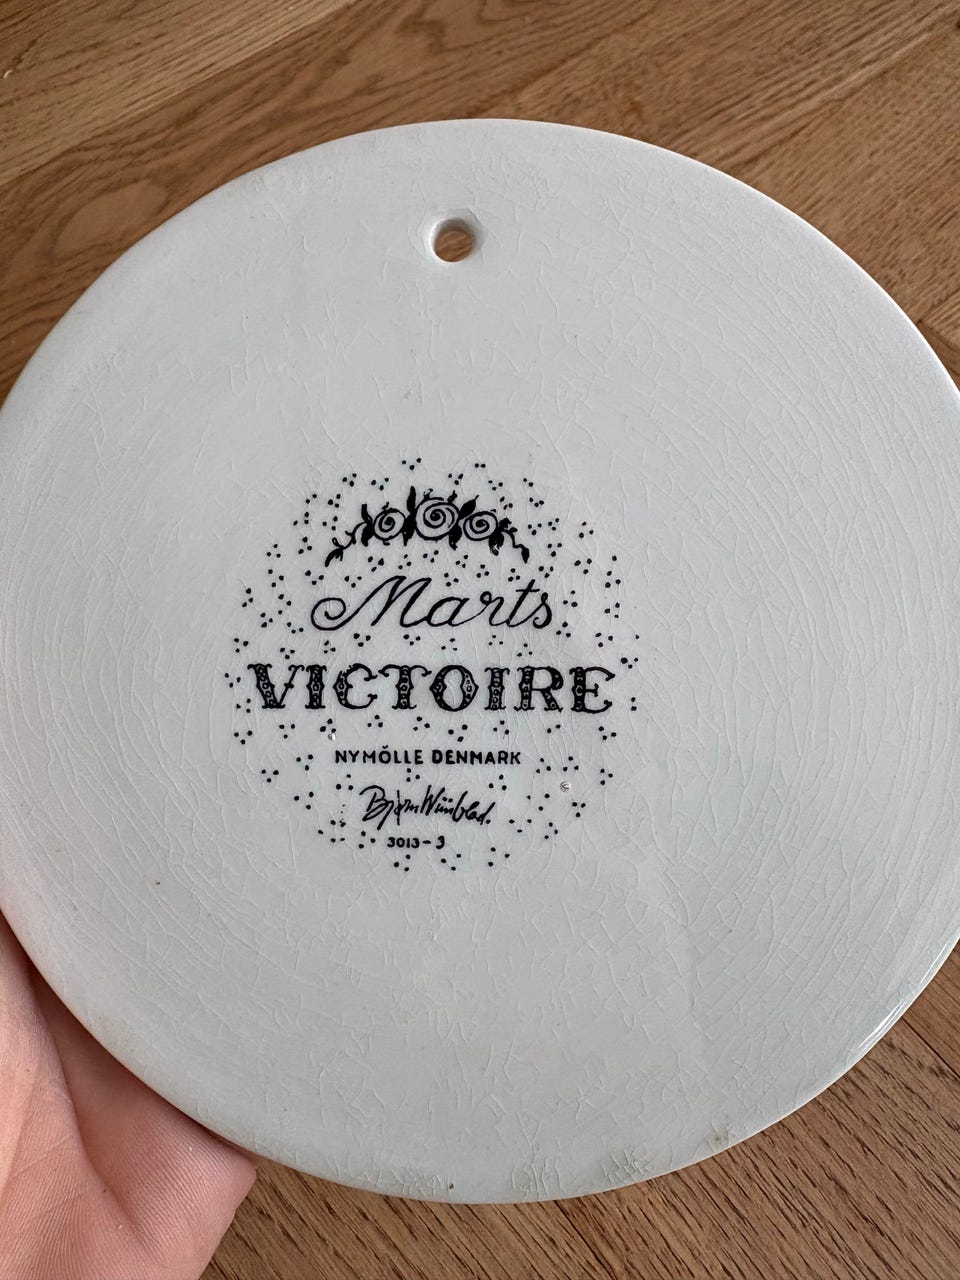 Marts
VICTOIRE
NYMÖLLE DENMARK
Bjørn Wiinblad.
3013-3